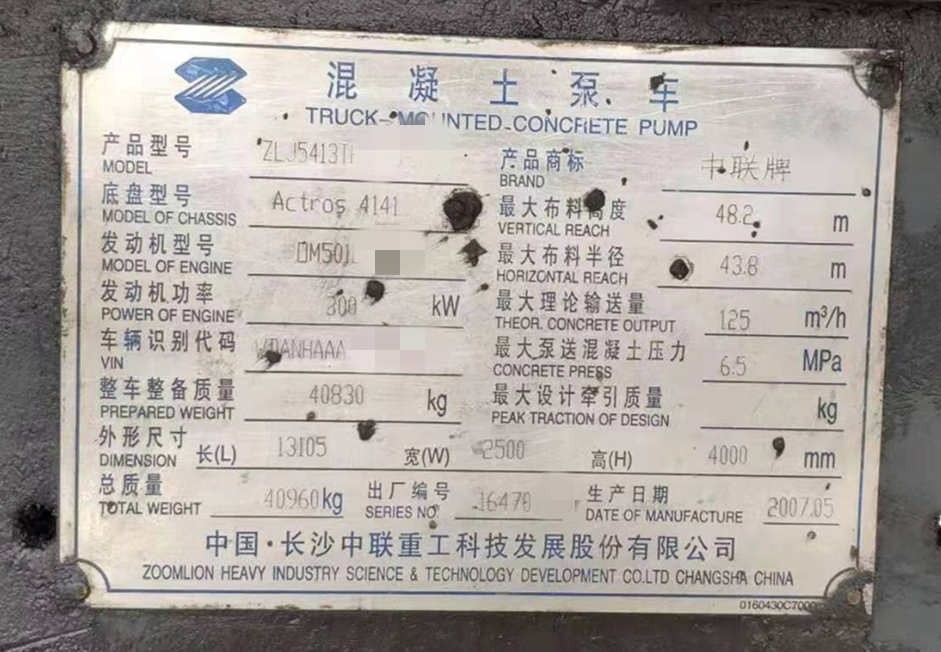 混凝土泵车
TRUCK-MOUNTED-CONCRETE PUMP
产品型号 ZLJ5413T
MODEL
产品商标 中联牌
BRAND
底盘型号 Actros 4141
MODEL OF CHASSIS
最大布料高度 48.2 m
VERTICAL REACH
发动机型号 OM501L
MODEL OF ENGINE
最大布料半径 43.8 m
HORIZONTAL REACH
发动机功率 300 kW
POWER OF ENGINE
最大理论输送量 125 m³/h
THEOR. CONCRETE OUTPUT
车辆识别代码 WDANHAAA
VIN
最大泵送混凝土压力 6.5 MPa
CONCRETE PRESS
整车整备质量 40830 kg
PREPARED WEIGHT
最大设计牵引质量 kg
PEAK TRACTION OF DESIGN
外形尺寸 长(L) 13105 宽(W) 2500 高(H) 4000 mm
DIMENSION
总质量 40960kg 出厂编号 16470 生产日期 2007.05
TOTAL WEIGHT SERIES NO. DATE OF MANUFACTURE
中国·长沙中联重工科技发展股份有限公司
ZOOMLION HEAVY INDUSTRY SCIENCE & TECHNOLOGY DEVELOPMENT CO.LTD CHANGSHA CHINA